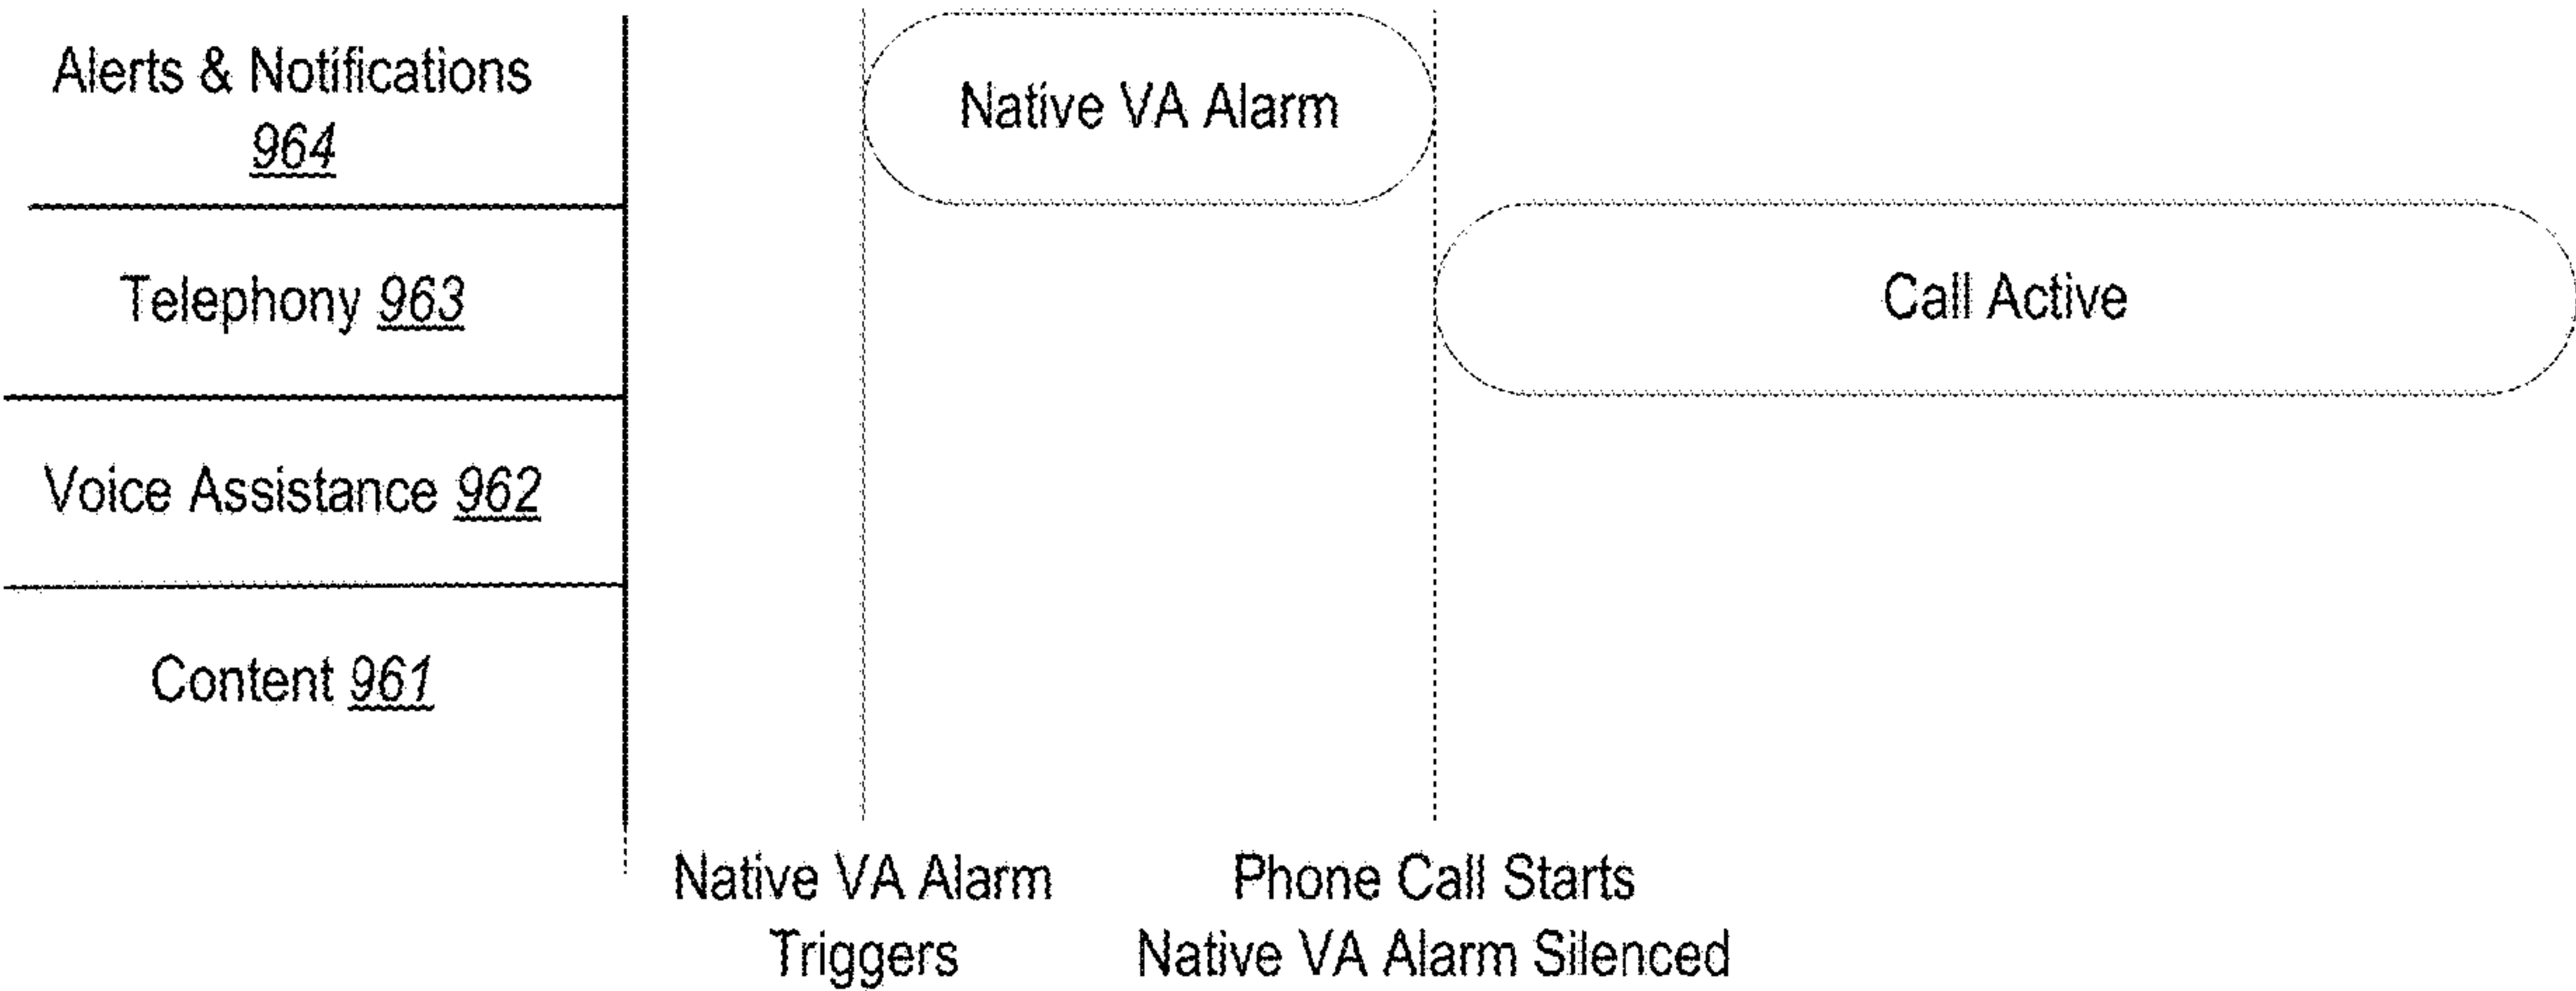 Alerts & Notifications
964
Native VA Alarm
Telephony 963
Call Active
Voice Assistance 962
Content 961
Native VA Alarm
Triggers
Phone Call Starts
Native VA Alarm Silenced